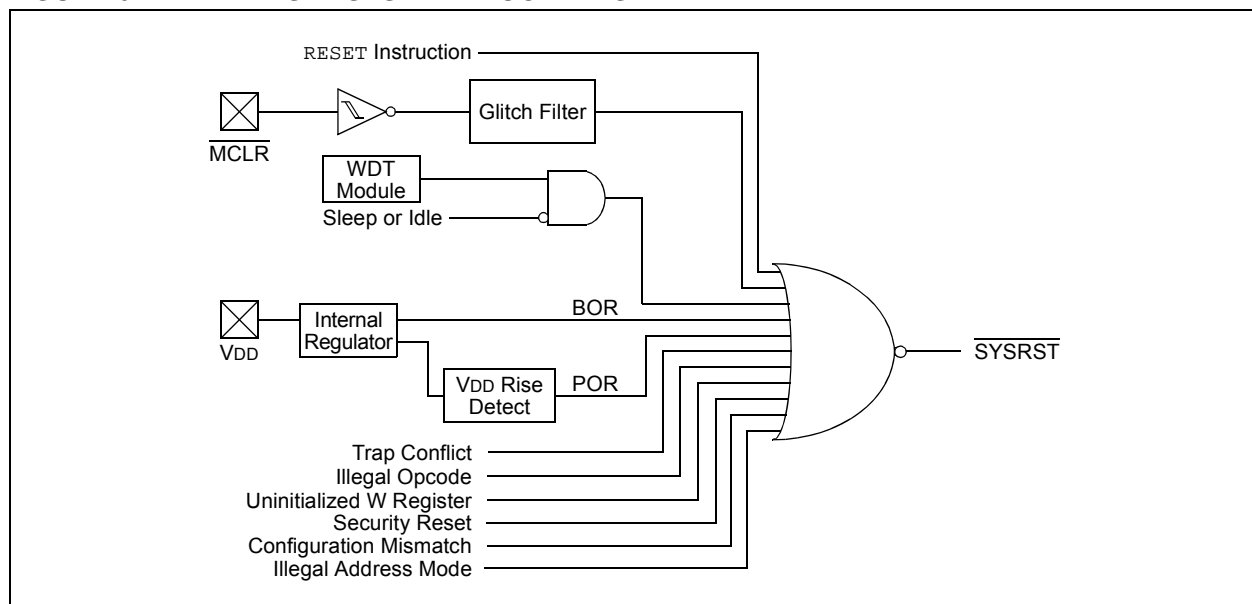 RESET Instruction
Glitch Filter
MCLR
WDT
Module
Sleep or Idle
BOR
Internal
Regulator
VDD
SYSRST
VDD Rise
Detect
POR
Trap Conflict
Illegal Opcode
Uninitialized W Register
Security Reset
Configuration Mismatch
Illegal Address Mode